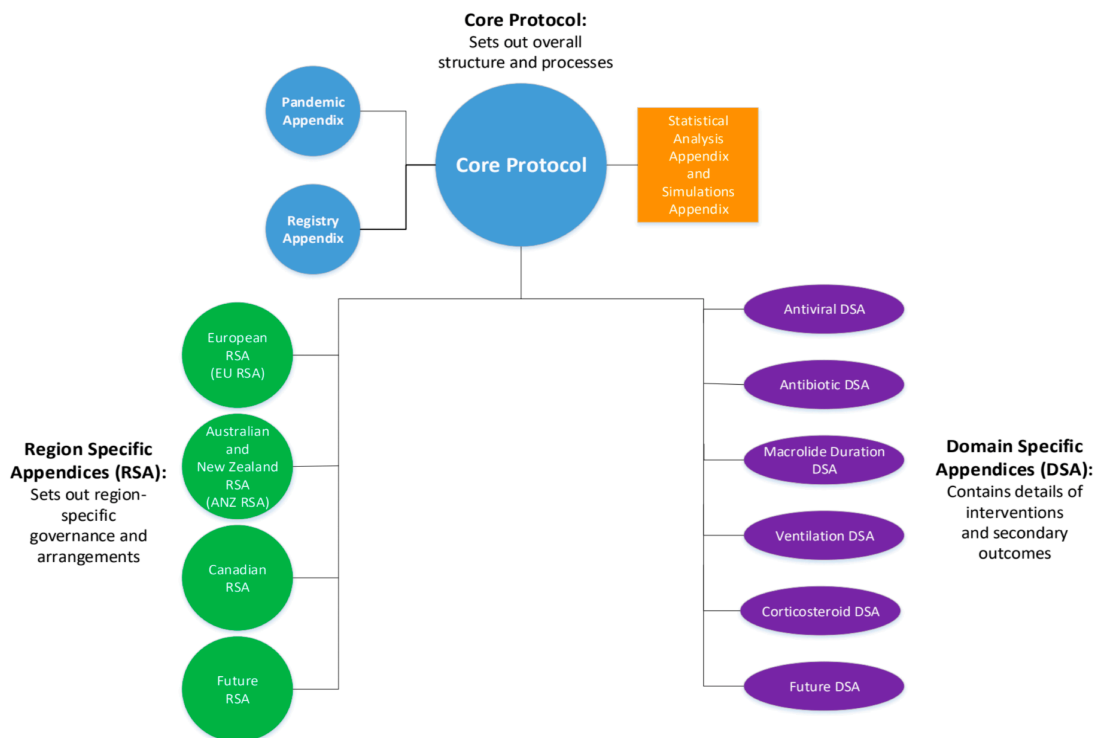 Core Protocol:
Sets out overall
structure and processes
Pandemic
Appendix
Core Protocol
Statistical
Analysis
Appendix
and
Simulations
Appendix
Registry
Appendix
Region Specific
Appendices (RSA):
Sets out region-
specific
governance and
arrangements
European
RSA
(EU RSA)
Australian
and
New Zealand
RSA
(ANZ RSA)
Canadian
RSA
Future
RSA
Antiviral DSA
Antibiotic DSA
Macrolide Duration
DSA
Ventilation DSA
Corticosteroid DSA
Future DSA
Domain Specific
Appendices (DSA):
Contains details of
interventions
and secondary
outcomes